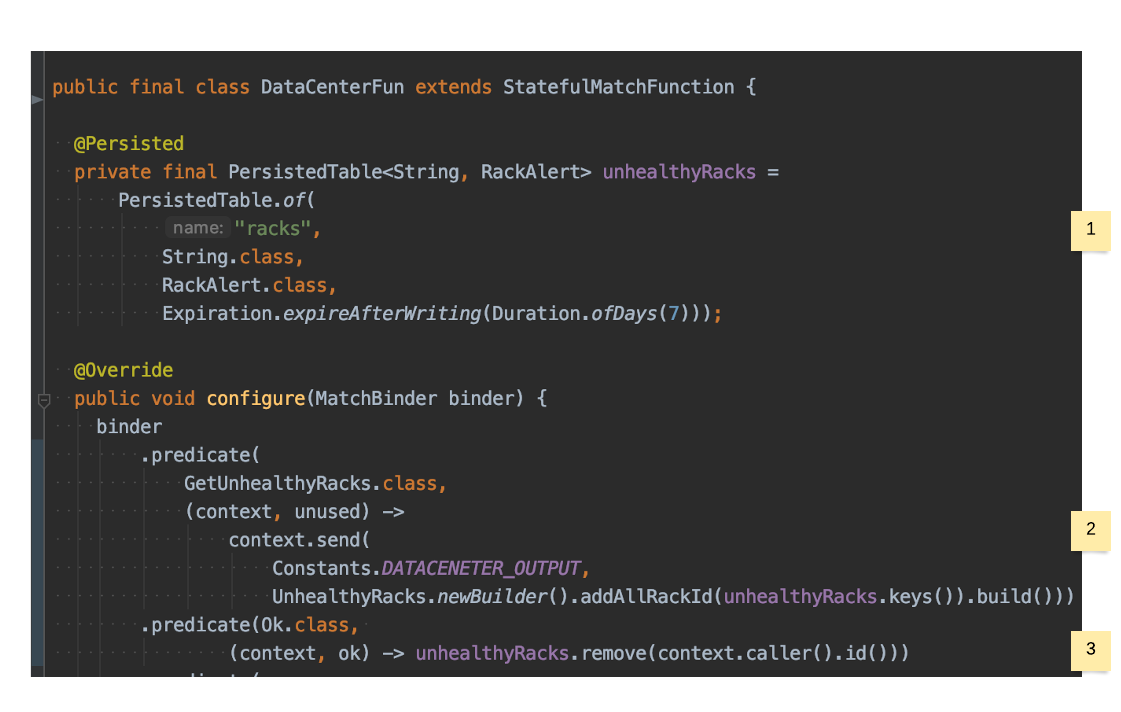 public final class DataCenterFun extends StatefulMatchFunction {
@Persisted
private final PersistedTable<String, RackAlert> unhealthyRacks =
PersistedTable.of(
name: "racks",
1
String.class,
RackAlert.class,
Expiration.expireAfterWriting(Duration.ofDays(7)));
@Override
public void configure(MatchBinder binder) {
binder
.predicate(
GetUnhealthyRacks.class,
(context, unused) ->
2
context.send(
Constants.DATACENETER_OUTPUT,
UnhealthyRacks.newBuilder().addAllRackId(unhealthyRacks.keys()).build()))
.predicate(Ok.class,
(context, ok) -> unhealthyRacks.remove(context.caller().id()))
3